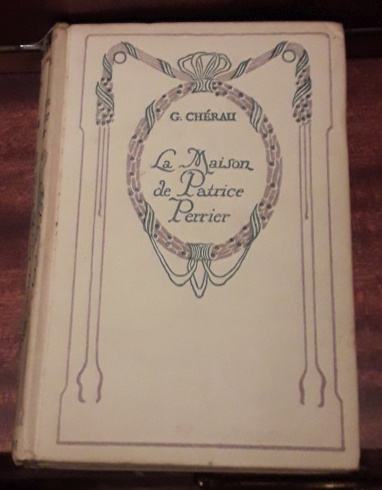 G. CHÉRAU
La Maison
de Patrice
Perrier